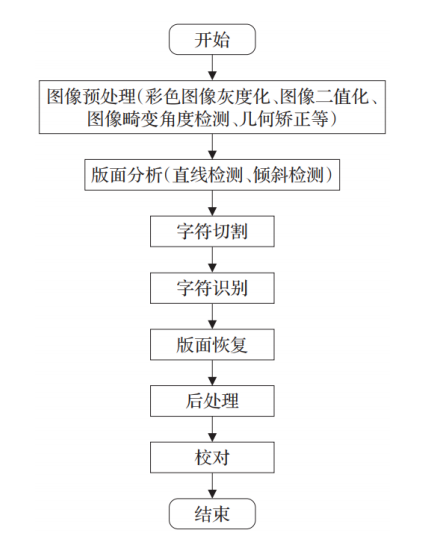 开始
图像预处理(彩色图像灰度化、图像二值化、
图像畸变角度检测、几何矫正等)
版面分析(直线检测、倾斜检测)
字符切割
字符识别
版面恢复
后处理
校对
结束